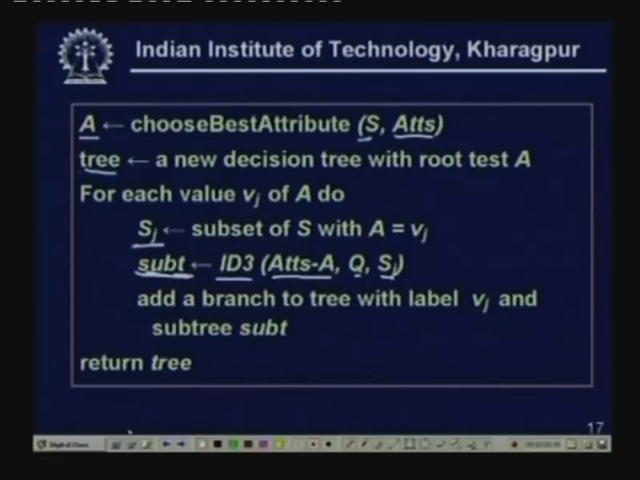 Indian Institute of Technology, Kharagpur
A ← chooseBestAttribute (S, Atts)
tree ← a new decision tree with root test A
For each value vj of A do
Sj ← subset of S with A = vj
subt ← ID3 (Atts-A, Q, Sj)
add a branch to tree with label vj and
subtree subt
return tree
17